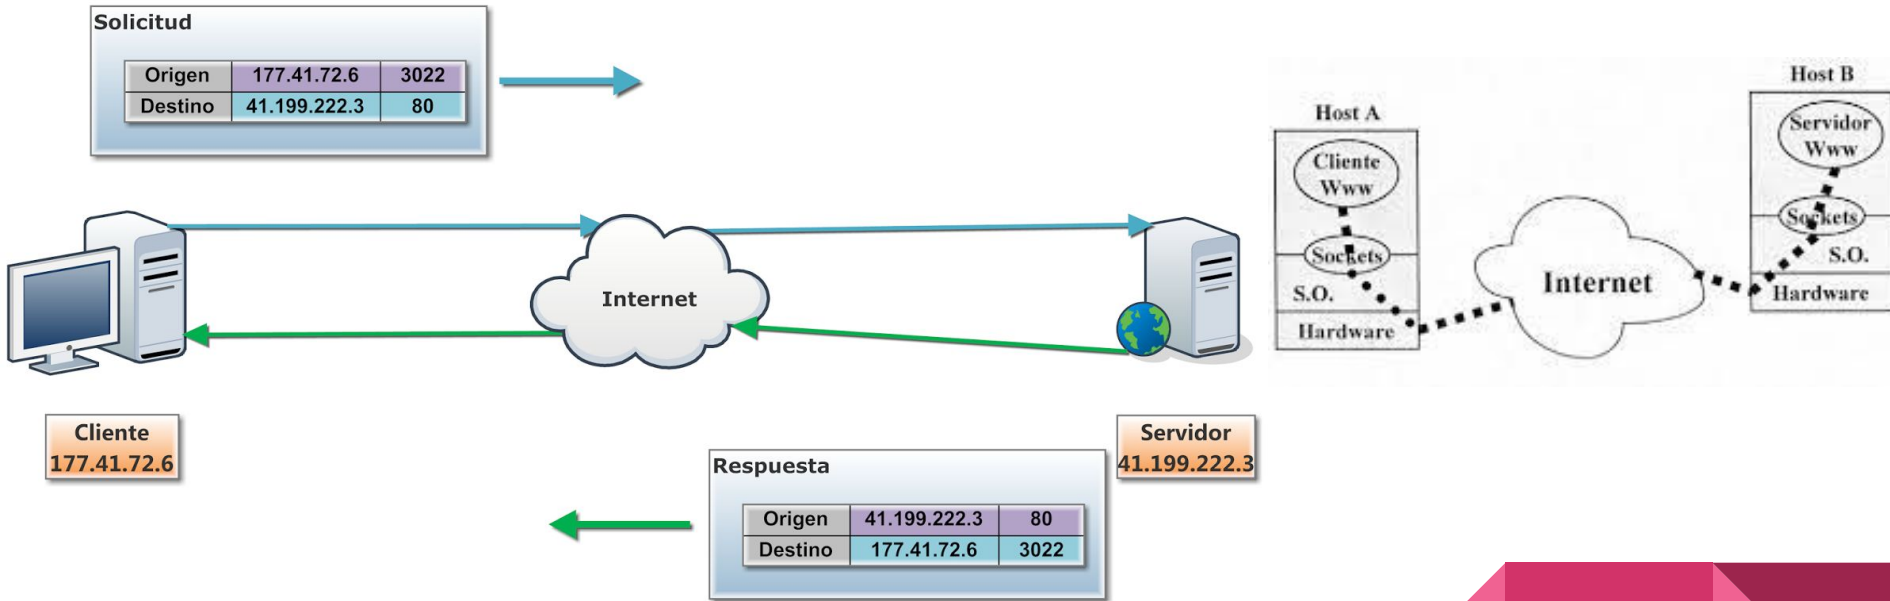 Solicitud
Origen 177.41.72.6 3022
Destino 41.199.222.3 80
Internet
Cliente
177.41.72.6
Servidor
41.199.222.3
Respuesta
Origen 41.199.222.3 80
Destino 177.41.72.6 3022
Host A
Cliente
Www
Sockets
S.O.
Hardware
Internet
Host B
Servidor
Www
Sockets
S.O.
Hardware